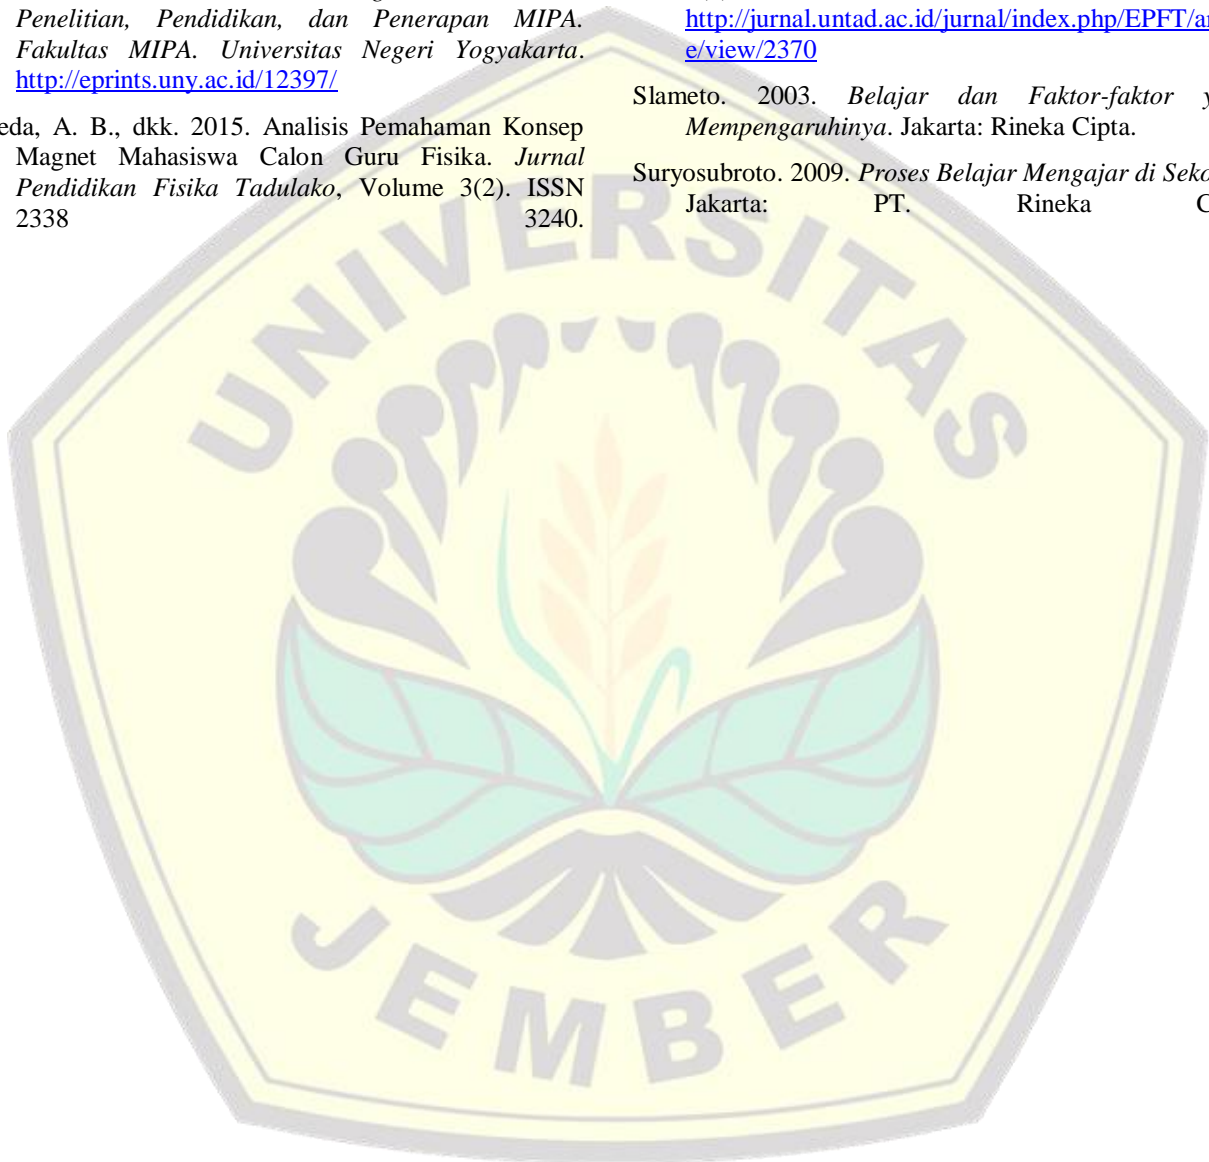 Penelitian, Pendidikan, dan Penerapan MIPA.
Fakultas MIPA. Universitas Negeri Yogyakarta.
http://eprints.uny.ac.id/12397/
A. B., dkk. 2015. Analisis Pemahaman Konsep
Magnet Mahasiswa Calon Guru Fisika. Jurnal
Pendidikan Fisika Tadulako, Volume 3(2). ISSN
2338 3240.
http://jurnal.untad.ac.id/jurnal/index.php/EPFT/
e/view/2370
Slameto. 2003. Belajar dan Faktor-faktor
Mempengaruhinya. Jakarta: Rineka Cipta.
Suryosubroto. 2009. Proses Belajar Mengajar di
Jakarta: PT. Rineka
UNIVERSITAS
JEMBER